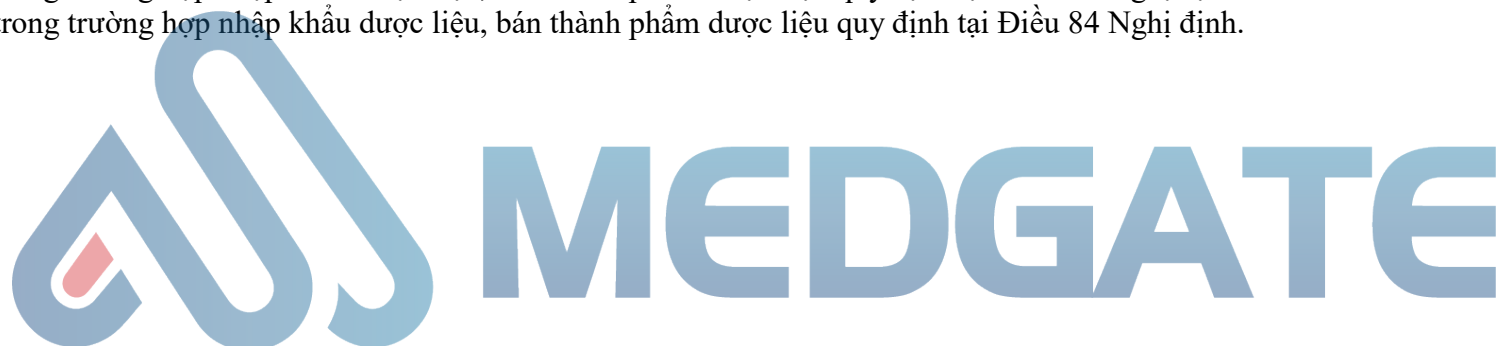 trong trường hợp nhập khẩu dược liệu, bán thành phẩm dược liệu quy định tại Điều 84 Nghị định.
MEDGATE